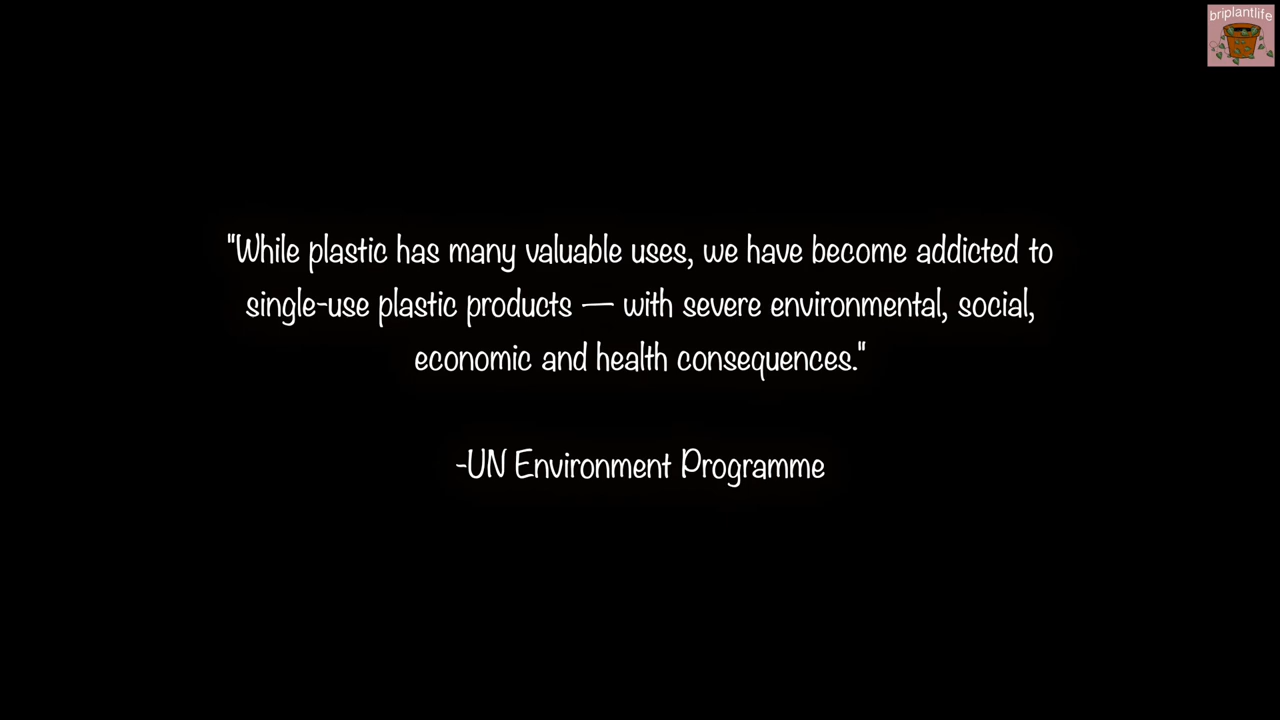 briplantlife
"While plastic has many valuable uses, we have become addicted to
single-use plastic products — with severe environmental, social,
economic and health consequences."
-UN Environment Programme